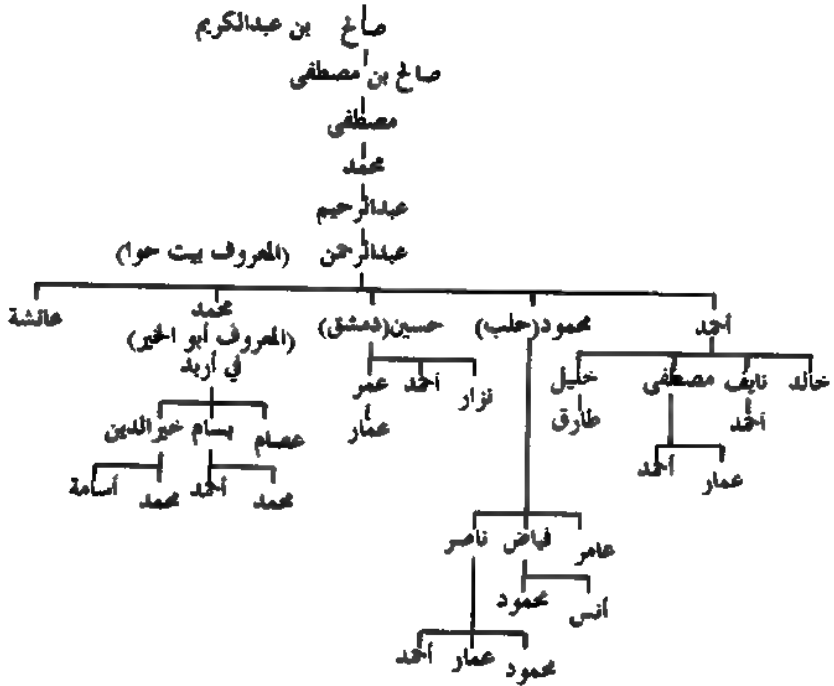 صالح بن عبدالكريم
صالح بن مصطفى
مصطفى
محمد
عبدالرحيم
عبدالرحمن (المعروف بيت حوا)
أحمد محمود(حلب) حسين(دمشق) محمد عائشة
(المعروف أبو الخير)
في أربد
خالد نايف مصطفى خليل نزار أحمد عمر
أحمد طارق عمار
عصام بسام خيرالدين
عمار أحمد
محمد أحمد محمد أسامة
عامر فياض ناصر
أنس محمود
محمود عمار أحمد